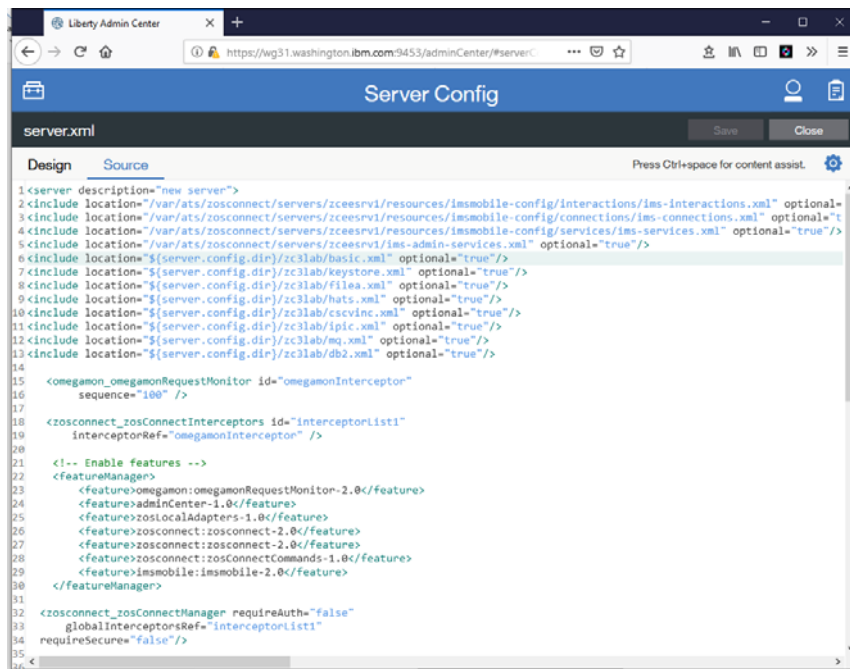 Liberty Admin Center
https://wg31.washington.ibm.com:9453/adminCenter/#serverC
Server Config
server.xml Save Close
Design Source Press Ctrl+space for content assist.
1 <server description="new server">
2 <include location="/var/ats/zosconnect/servers/zceesrv1/resources/imsmobile-config/interactions/ims-interactions.xml" optional=
3 <include location="/var/ats/zosconnect/servers/zceesrv1/resources/imsmobile-config/connections/ims-connections.xml" optional="t
4 <include location="/var/ats/zosconnect/servers/zceesrv1/resources/imsmobile-config/services/ims-services.xml" optional="true"/>
5 <include location="/var/ats/zosconnect/servers/zceesrv1/ims-admin-services.xml" optional="true"/>
6 <include location="${server.config.dir}/zc3lab/basic.xml" optional="true"/>
7 <include location="${server.config.dir}/zc3lab/keystore.xml" optional="true"/>
8 <include location="${server.config.dir}/zc3lab/filea.xml" optional="true"/>
9 <include location="${server.config.dir}/zc3lab/hats.xml" optional="true"/>
10 <include location="${server.config.dir}/zc3lab/cscvinc.xml" optional="true"/>
11 <include location="${server.config.dir}/zc3lab/ipic.xml" optional="true"/>
12 <include location="${server.config.dir}/zc3lab/mq.xml" optional="true"/>
13 <include location="${server.config.dir}/zc3lab/db2.xml" optional="true"/>
14
15 <omegamon_omegamonRequestMonitor id="omegamonInterceptor"
16 sequence="100" />
17
18 <zosconnect_zosConnectInterceptors id="interceptorList1"
19 interceptorRef="omegamonInterceptor" />
20
21 <!-- Enable features -->
22 <featureManager>
23 <feature>omegamon:omegamonRequestMonitor-2.0</feature>
24 <feature>adminCenter-1.0</feature>
25 <feature>zosLocalAdapters-1.0</feature>
26 <feature>zosconnect:zosconnect-2.0</feature>
27 <feature>zosconnect:zosconnect-2.0</feature>
28 <feature>zosconnect:zosConnectCommands-1.0</feature>
29 <feature>imsmobile:imsmobile-2.0</feature>
30 </featureManager>
31
32 <zosconnect_zosConnectManager requireAuth="false"
33 globalInterceptorsRef="interceptorList1"
34 requireSecure="false"/>
35
36